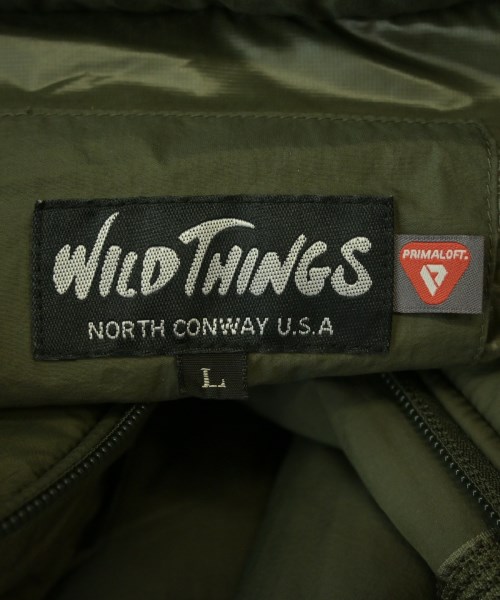 WILD THINGS
NORTH CONWAY U.S.A
PRIMALOFT.
L